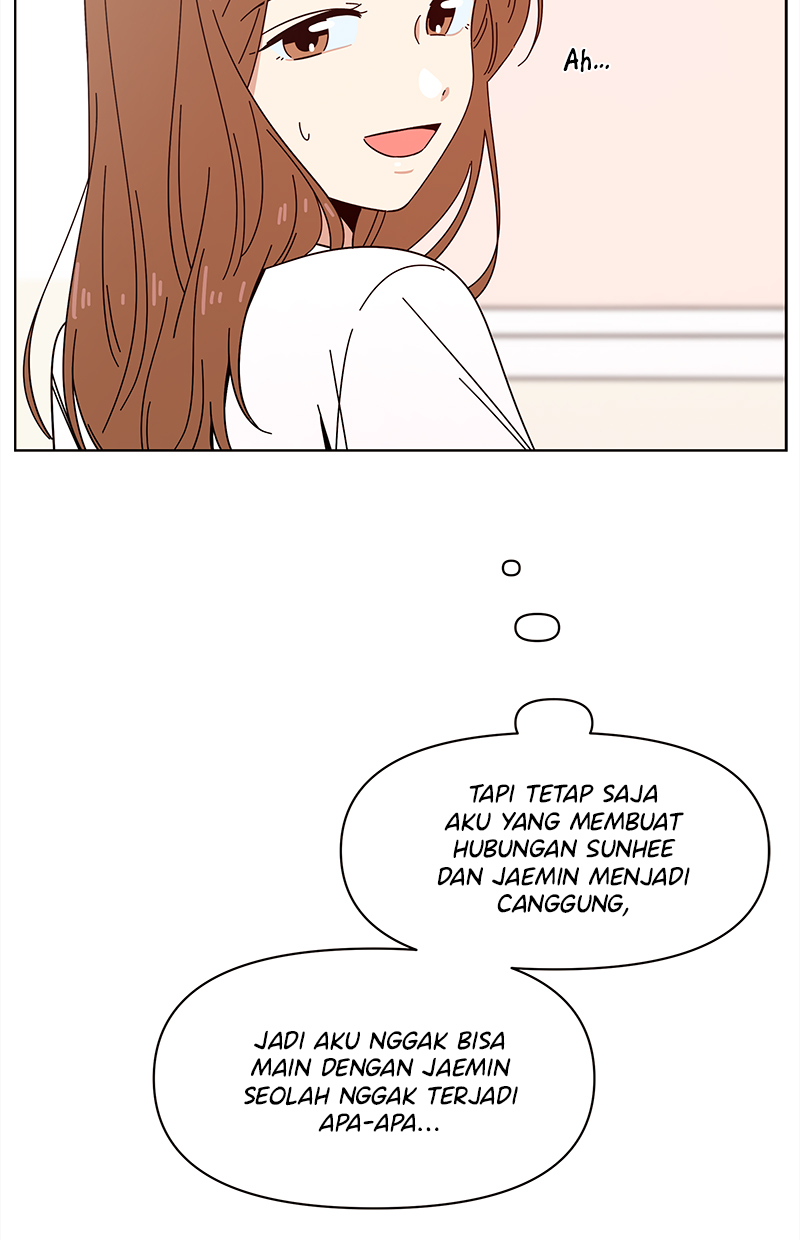 Ah...
TAPI TETAP SAJA
AKU YANG MEMBUAT
HUBUNGAN SUNHEE
DAN JAEMIN MENJADI
CANGGUNG,
JADI AKU NGGAK BISA
MAIN DENGAN JAEMIN
SEOLAH NGGAK TERJADI
APA-APA...